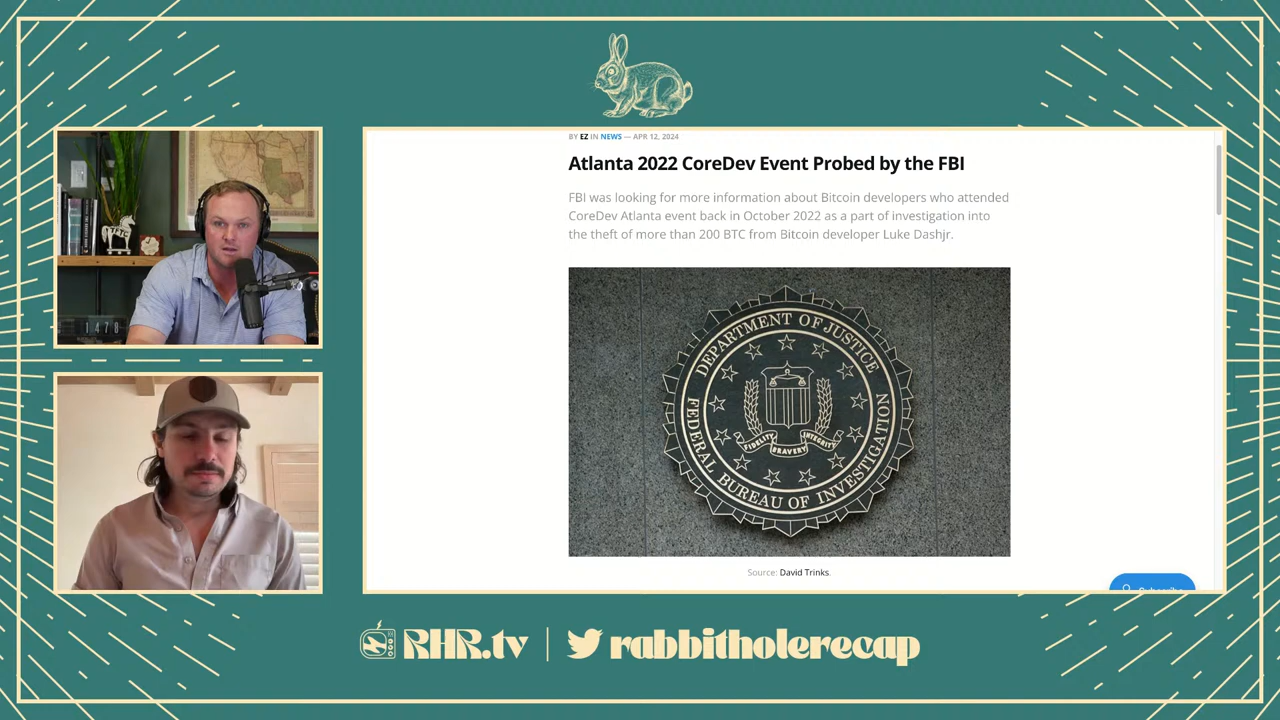 BY EZ IN NEWS — APR 12, 2024
Atlanta 2022 CoreDev Event Probed by the FBI
FBI was looking for more information about Bitcoin developers who attended
CoreDev Atlanta event back in October 2022 as a part of investigation into
the theft of more than 200 BTC from Bitcoin developer Luke Dashjr.
DEPARTMENT OF JUSTICE
FIDELITY BRAVERY INTEGRITY
FEDERAL BUREAU OF INVESTIGATION
Source: David Trinks.
Subscribe
1,478
RHR.tv | rabbitholerecap